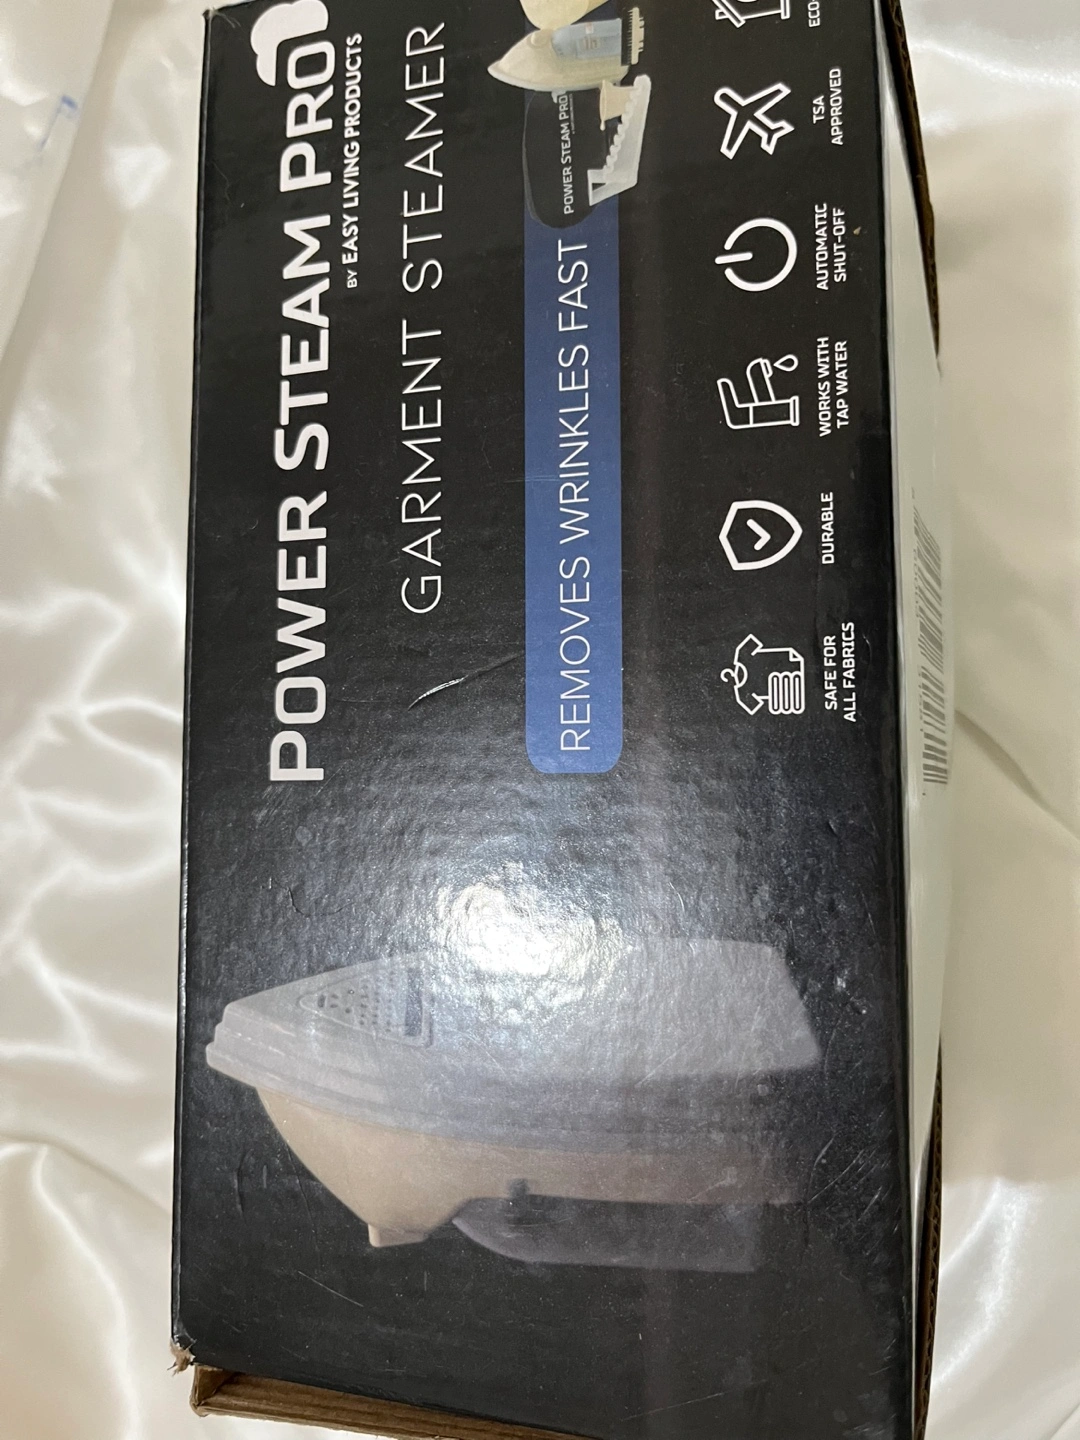 POWER STEAM PRO
BY EASY LIVING PRODUCTS
GARMENT STEAMER
REMOVES WRINKLES FAST
POWER STEAM PRO
SAFE FOR
ALL FABRICS
DURABLE
WORKS WITH
TAP WATER
AUTOMATIC
SHUT-OFF
TSA
APPROVED
ECO-